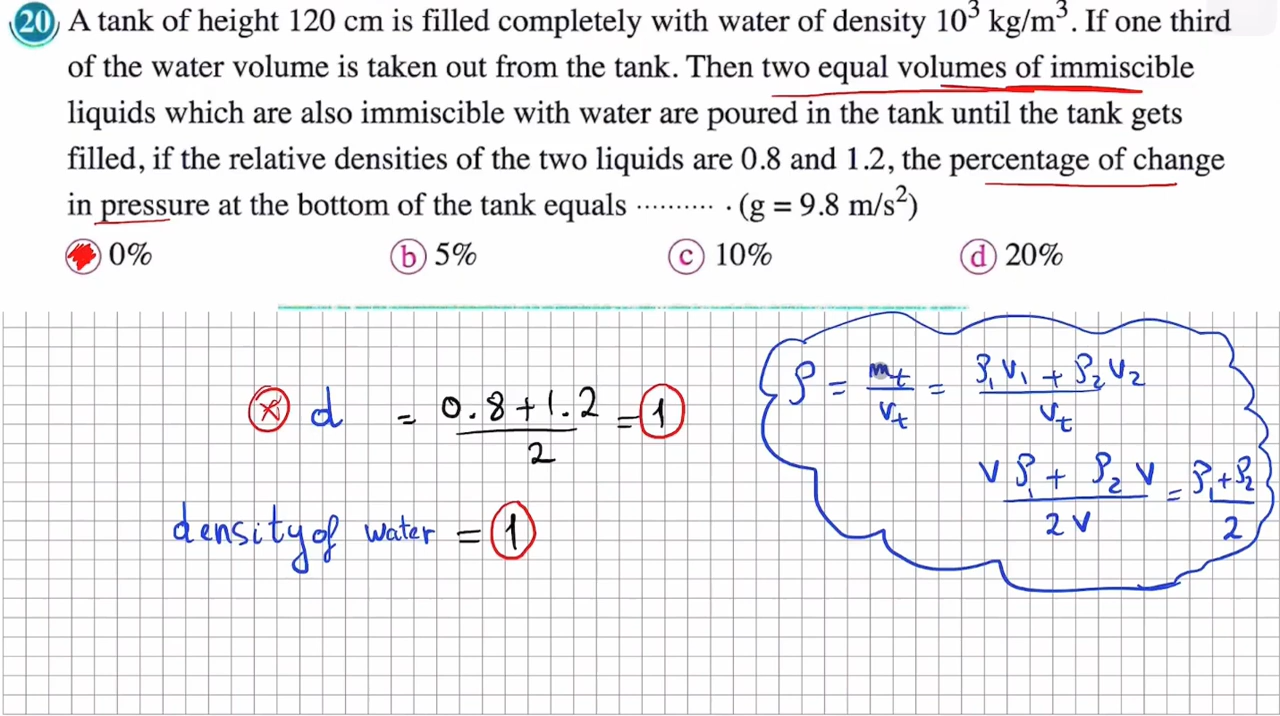 20 A tank of height 120 cm is filled completely with water of density 10³ kg/m³. If one third
of the water volume is taken out from the tank. Then two equal volumes of immiscible
liquids which are also immiscible with water are poured in the tank until the tank gets
filled, if the relative densities of the two liquids are 0.8 and 1.2, the percentage of change
in pressure at the bottom of the tank equals ·········· . (g = 9.8 m/s²)
0% b 5% c 10% d 20%
d = (0.8+1.2)/2 = 1
density of water = 1
ρ = m_t/V_t = (ρ₁V₁ + ρ₂V₂)/V_t
(Vρ₁ + ρ₂V)/2V = (ρ₁+ρ₂)/2